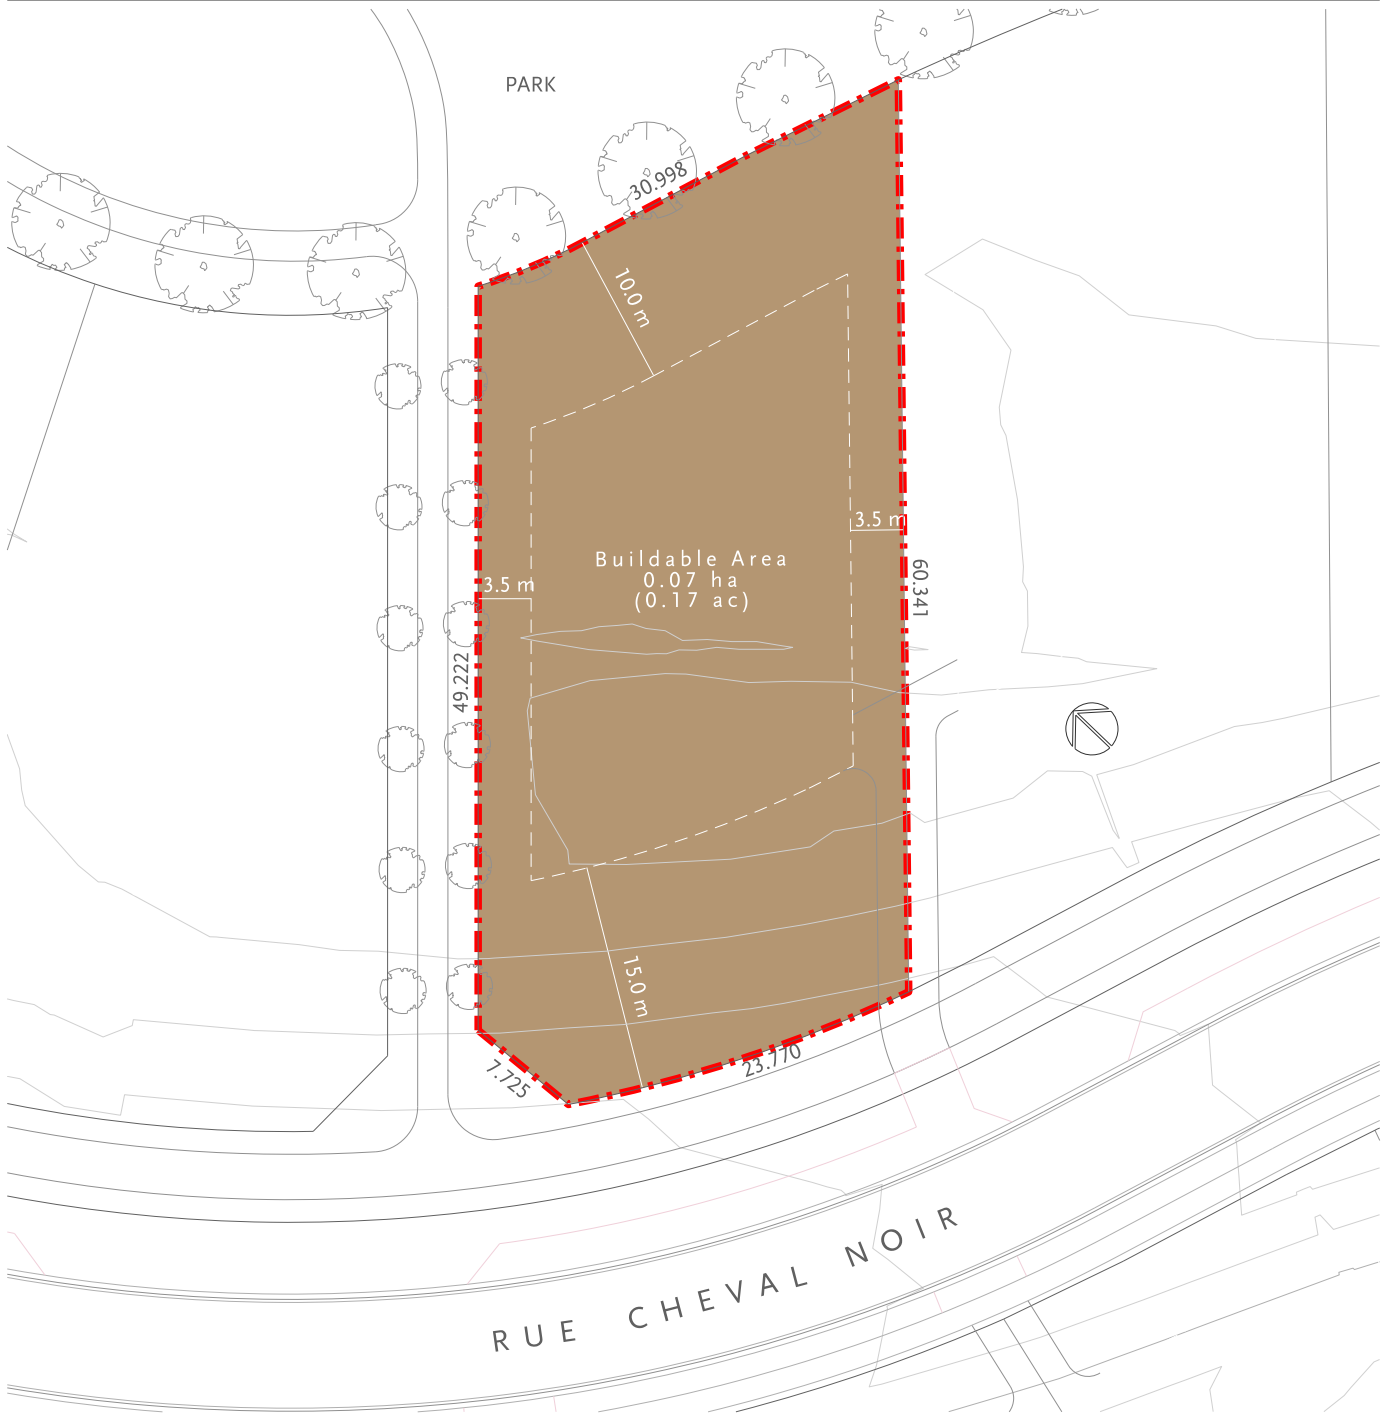 PARK
30.998
10.0 m
3.5 m
Buildable Area
0.07 ha
(0.17 ac)
3.5 m
60.341
49.222
15.0 m
7.725
23.770
RUE CHEVAL NOIR